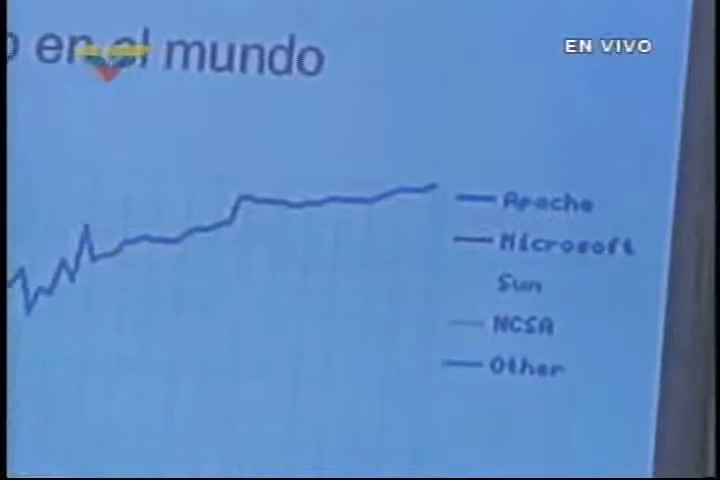 en el mundo
EN VIVO
Apache
Microsoft
Sun
NCSA
Other